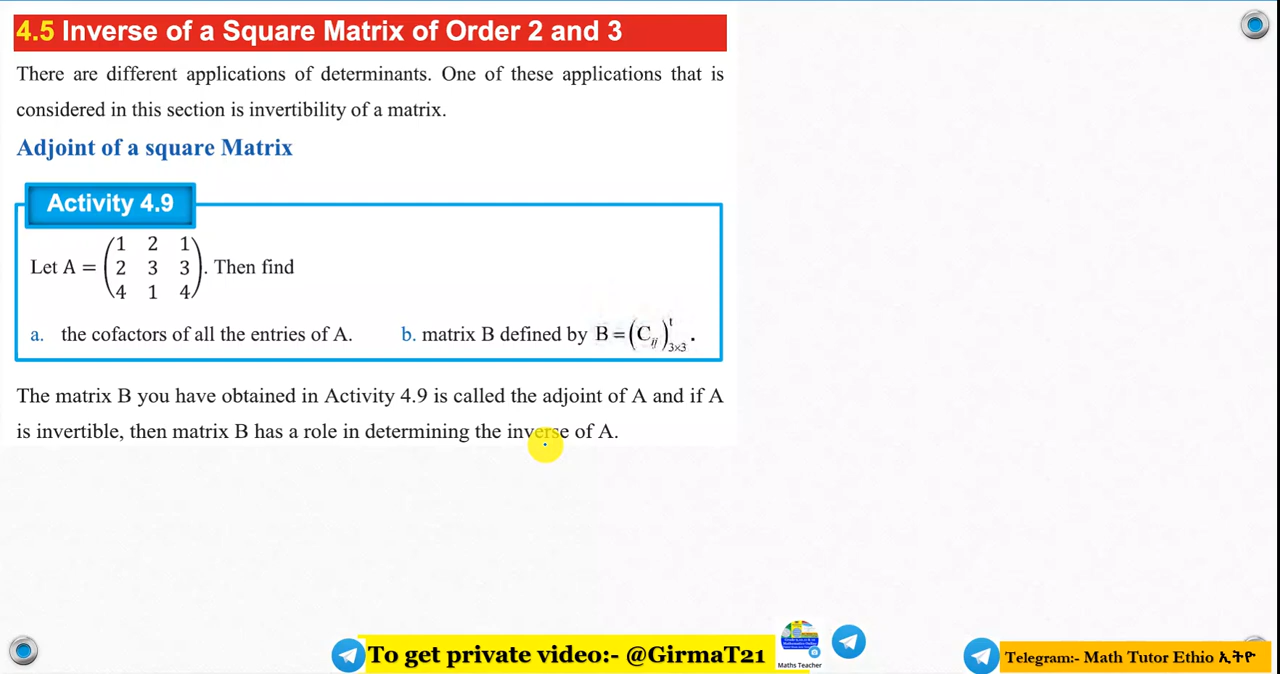 4.5 Inverse of a Square Matrix of Order 2 and 3
There are different applications of determinants. One of these applications that is
considered in this section is invertibility of a matrix.
Adjoint of a square Matrix
Activity 4.9
Let A = (1 2 1
2 3 3
4 1 4). Then find
a. the cofactors of all the entries of A. b. matrix B defined by B = (C_ij)^t_3×3.
The matrix B you have obtained in Activity 4.9 is called the adjoint of A and if A
is invertible, then matrix B has a role in determining the inverse of A.
To get private video:- @GirmaT21
Maths Teacher
Telegram:- Math Tutor Ethio ኢትዮ